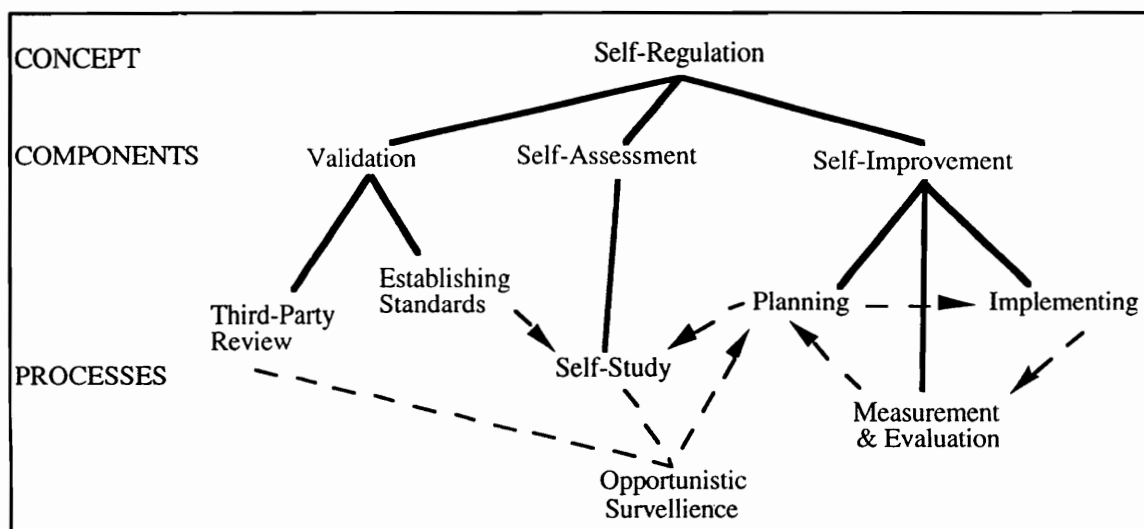 CONCEPT
Self-Regulation
COMPONENTS
Validation
Self-Assessment
Self-Improvement
Establishing
Standards
Third-Party
Review
Planning
Implementing
PROCESSES
Self-Study
Measurement
& Evaluation
Opportunistic
Survellience